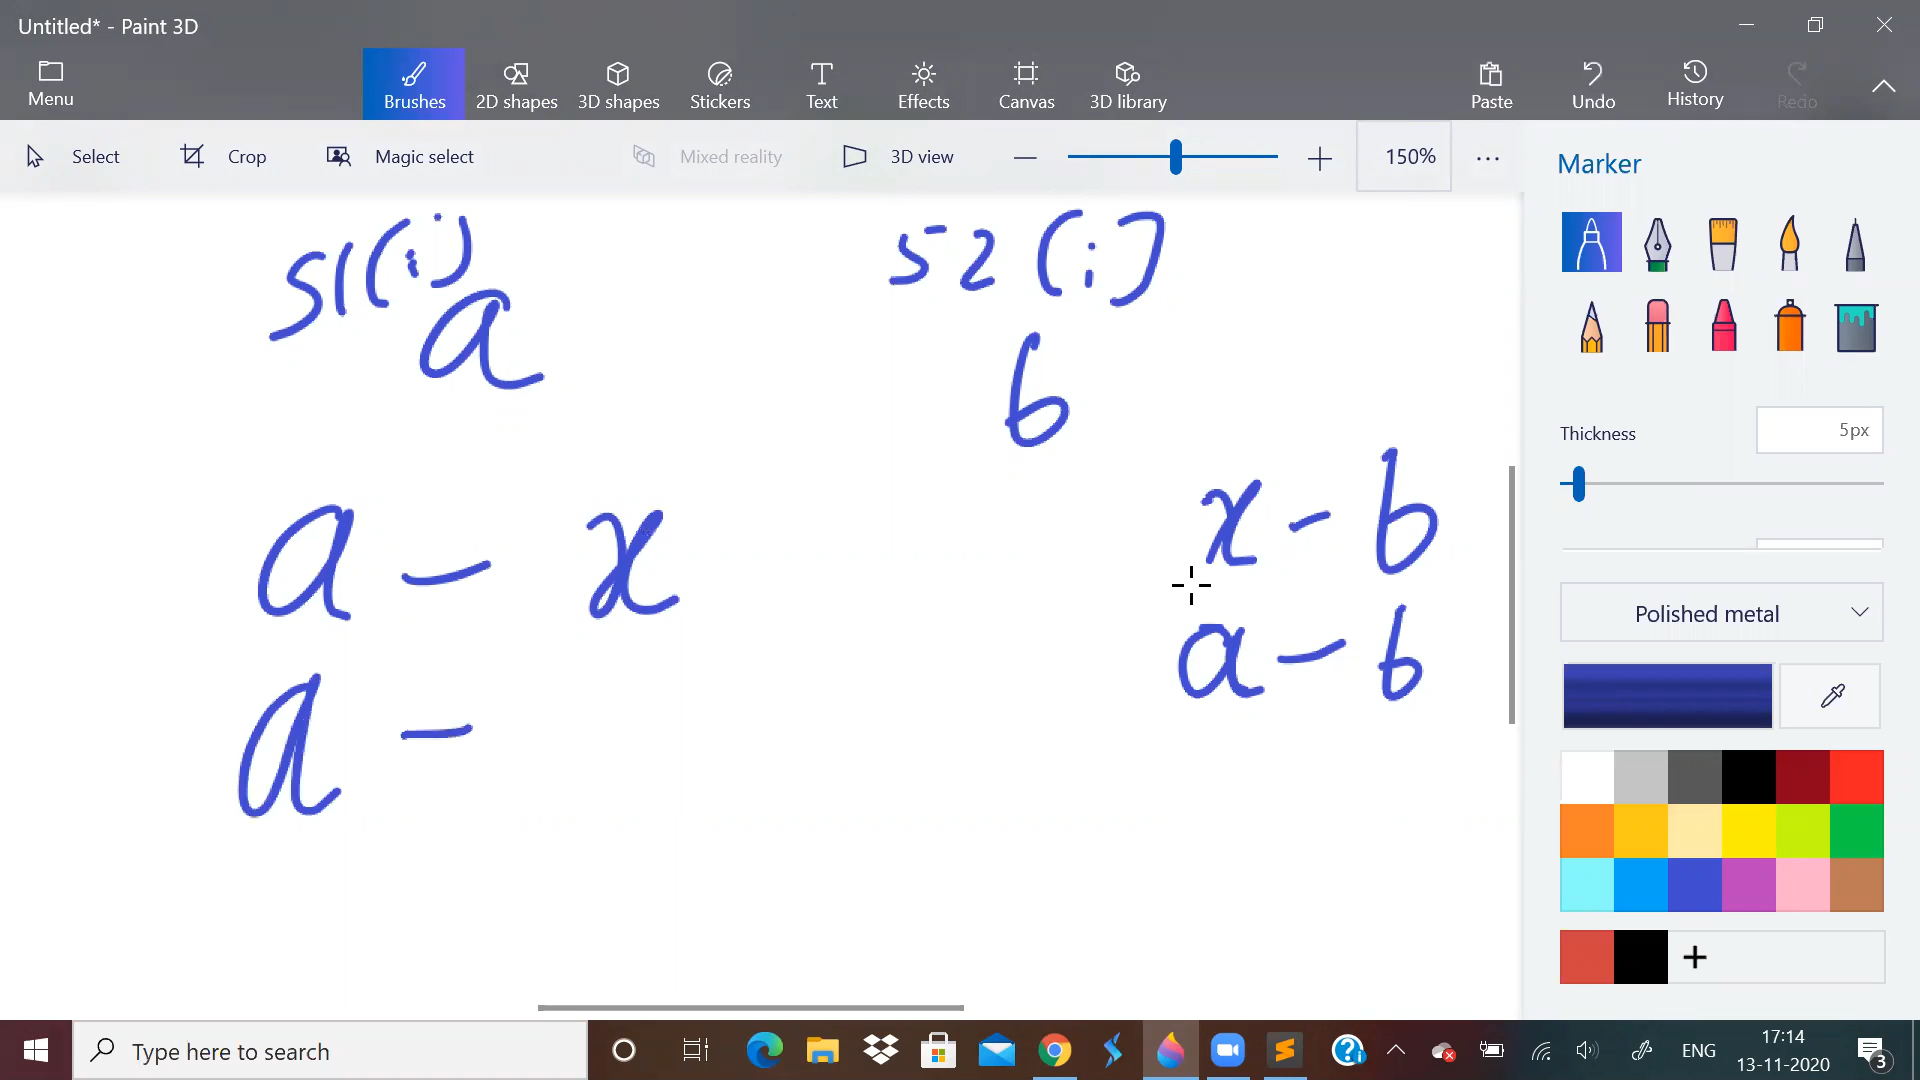 Untitled* - Paint 3D
Menu
Brushes
2D shapes
3D shapes
Stickers
Text
Effects
Canvas
3D library
Paste
Undo
History
Redo
Select
Crop
Magic select
Mixed reality
3D view
150%
Marker
Thickness
5px
Polished metal
s1(i)
a
s2(i)
b
a - x
x - b
a - b
a -
Type here to search
ENG
17:14
13-11-2020
3